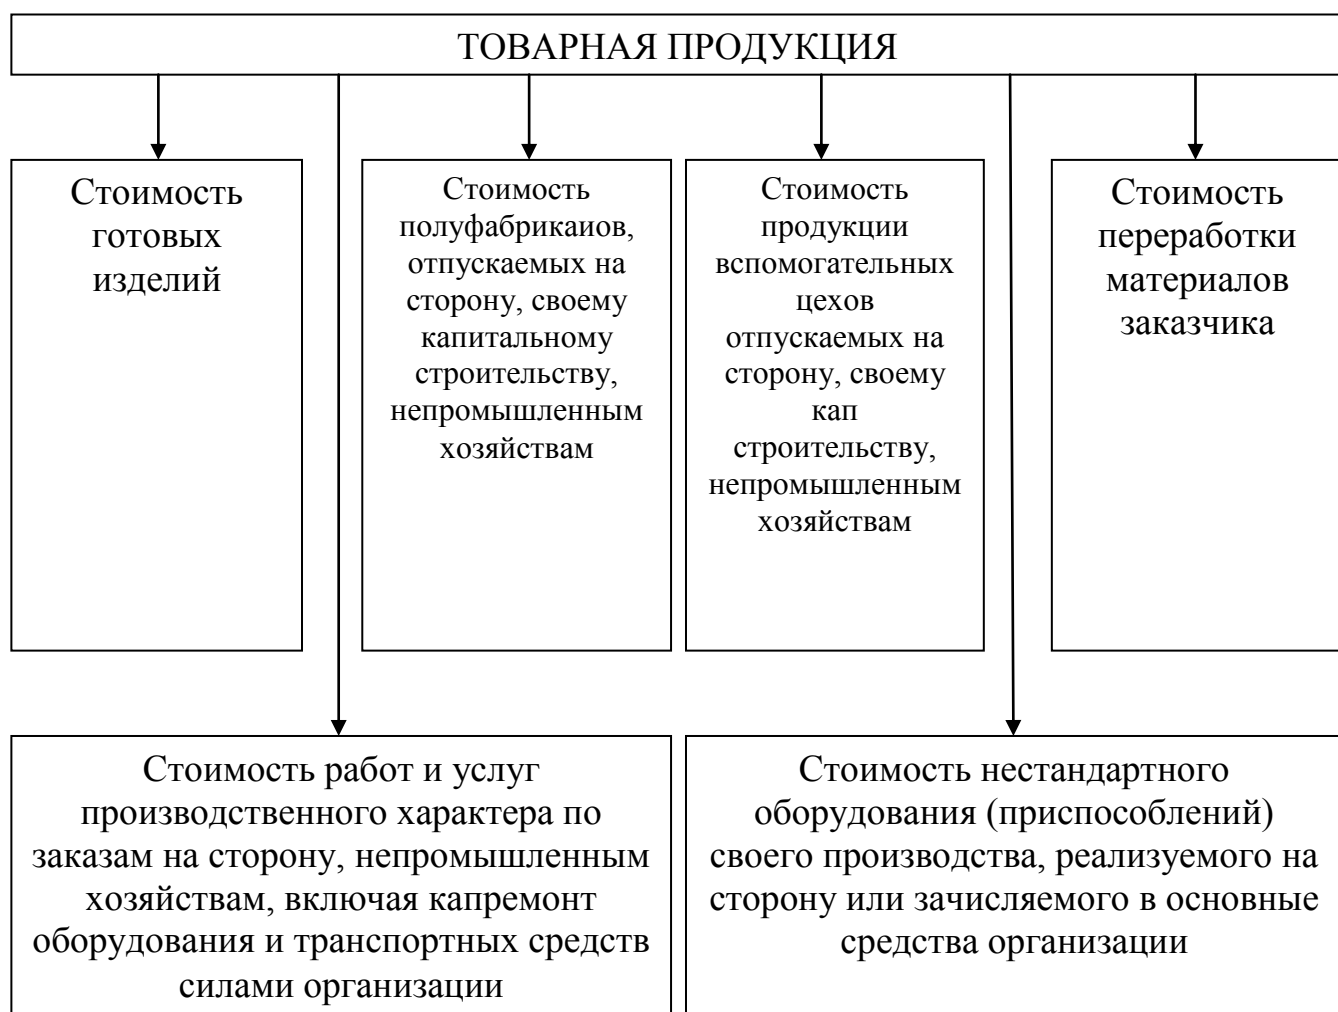 ТОВАРНАЯ ПРОДУКЦИЯ
Стоимость
готовых
изделий
Стоимость
полуфабрикаиов,
отпускаемых на
сторону, своему
капитальному
строительству,
непромышленным
хозяйствам
Стоимость
продукции
вспомогательных
цехов
отпускаемых на
сторону, своему
кап
строительству,
непромышленным
хозяйствам
Стоимость
переработки
материалов
заказчика
Стоимость работ и услуг
производственного характера по
заказам на сторону, непромышленным
хозяйствам, включая капремонт
оборудования и транспортных средств
силами организации
Стоимость нестандартного
оборудования (приспособлений)
своего производства, реализуемого на
сторону или зачисляемого в основные
средства организации